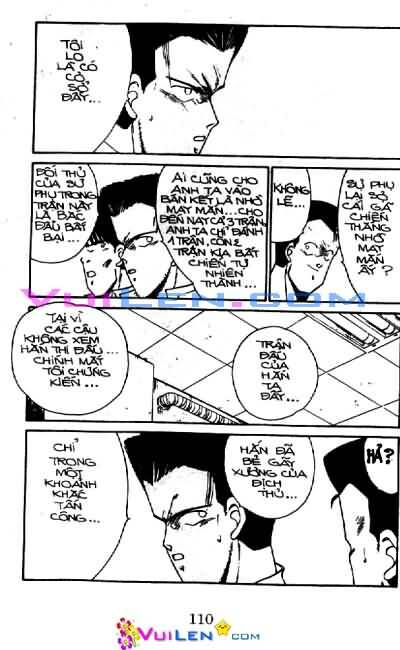 TÔI
LO
LÀ CÓ
CÔ
SỞ
ĐẤY...
ĐỐI THỦ
CỦA SƯ
PHỤ TRONG
TRẬN NÀY
LÀ BẤC
ĐẦU BẤT
BẠI...
AI CŨNG CHO
ANH TA VÀO
BÁN KẾT LÀ NHỜ
MAY MẮN... CHO
ĐẾN NAY CẢ 3 TRẬN,
ANH TA CHỈ ĐÁNH
1 TRẬN, CÒN 2
TRẬN KIA BẤT
CHIẾN TỰ
NHIÊN
THÀNH...
KHÔNG
LẼ...
SƯ PHỤ
LẠI SỢ
CÁI GÃ
CHIẾN
THẮNG
NHỜ
MAY
MẮN
ẤY?
TẠI VÌ
CÁC CẬU
KHÔNG XEM
HẮN THI ĐẤU...
CHÍNH MẮT
TÔI CHỨNG
KIẾN...
TRẬN
ĐẤU
CỦA
HẮN
TA
ĐẤY...
CHỈ
TRONG
MỘT
KHOẢNH
KHẮC
TẤN
CÔNG...
HẮN ĐÃ
BẺ GÃY
XƯƠNG CỦA
ĐỊCH
THỦ...
HẢ?
110
VUILEN.COM
VUILEN.COM